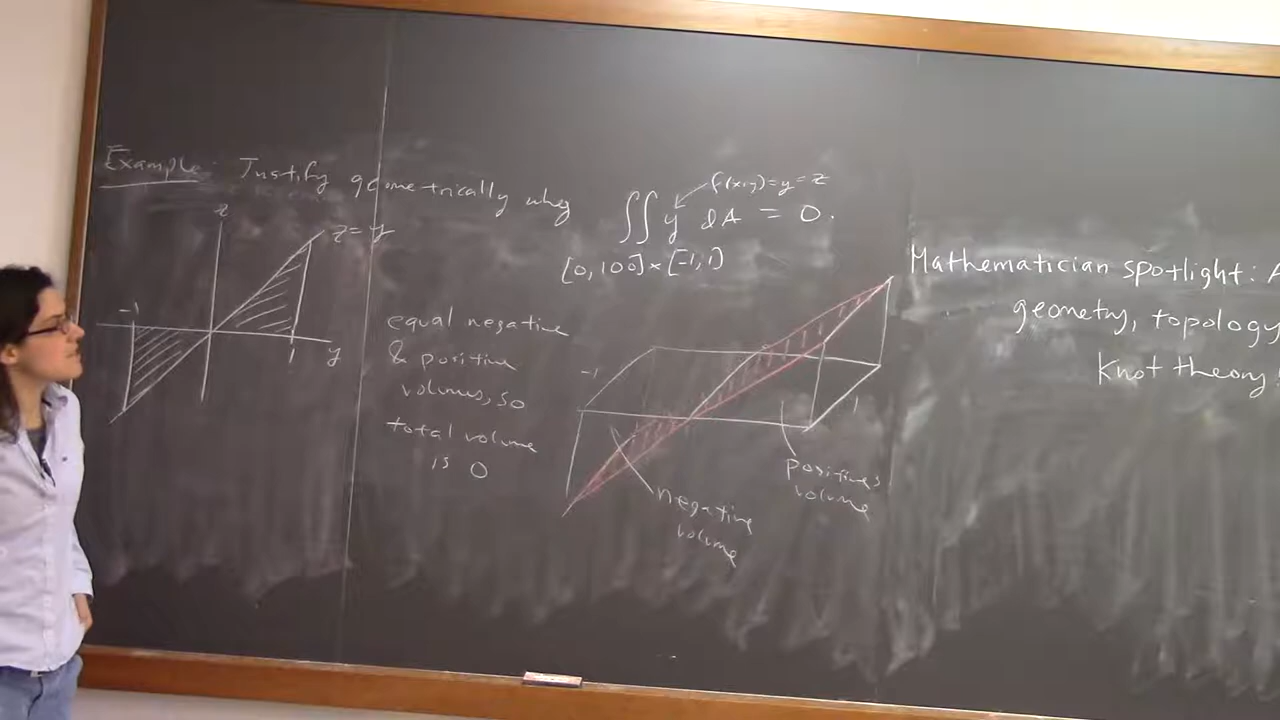 Example: Justify geometrically why ∫∫ y dA = 0.
f(x,y)=y=z
[0,100]×[-1,1]
z
z=y
-1
1
y
equal negative
& positive
volumes, so
total volume
is 0
-1
1
positive
volume
negative
volume
Mathematician spotlight: A
geometry, topology
Knot theory